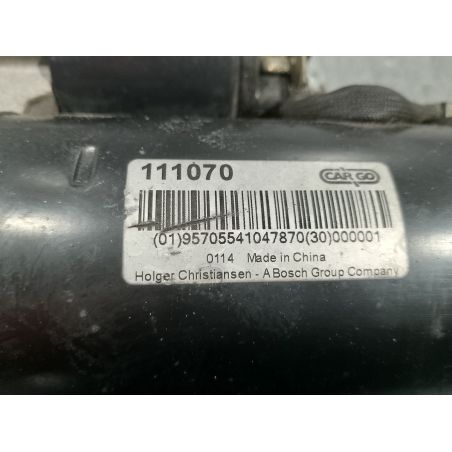 111070
CARGO
(01)95705541047870(30)000001
0114 Made in China
Holger Christiansen - A Bosch Group Company